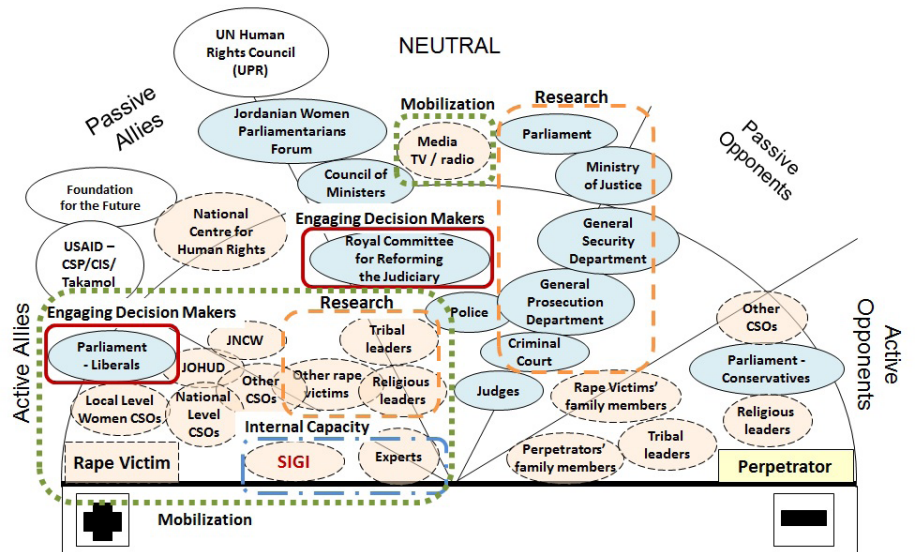 UN Human
Rights Council
(UPR)
NEUTRAL
Passive
Allies
Jordanian Women
Parliamentarians
Forum
Mobilization
Media
TV / radio
Research
Parliament
Ministry
of Justice
Passive
Opponents
Council of
Ministers
Foundation
for the Future
National
Centre for
Human Rights
Engaging Decision Makers
Royal Committee
for Reforming
the Judiciary
General
Security
Department
USAID –
CSP/CIS/
Takamol
General
Prosecution
Department
Engaging Decision Makers
Research
Police
Criminal
Court
Active Allies
Parliament
- Liberals
JNCW
JOHUD
Tribal
leaders
Other
CSOs
Other rape
victims
Religious
leaders
Local Level
Women CSOs
National
Level
CSOs
Judges
Rape Victims'
family members
Other
CSOs
Parliament -
Conservatives
Active
Opponents
Religious
leaders
Internal Capacity
Rape Victim
SIGI
Experts
Perpetrators'
family members
Tribal
leaders
Perpetrator
Mobilization